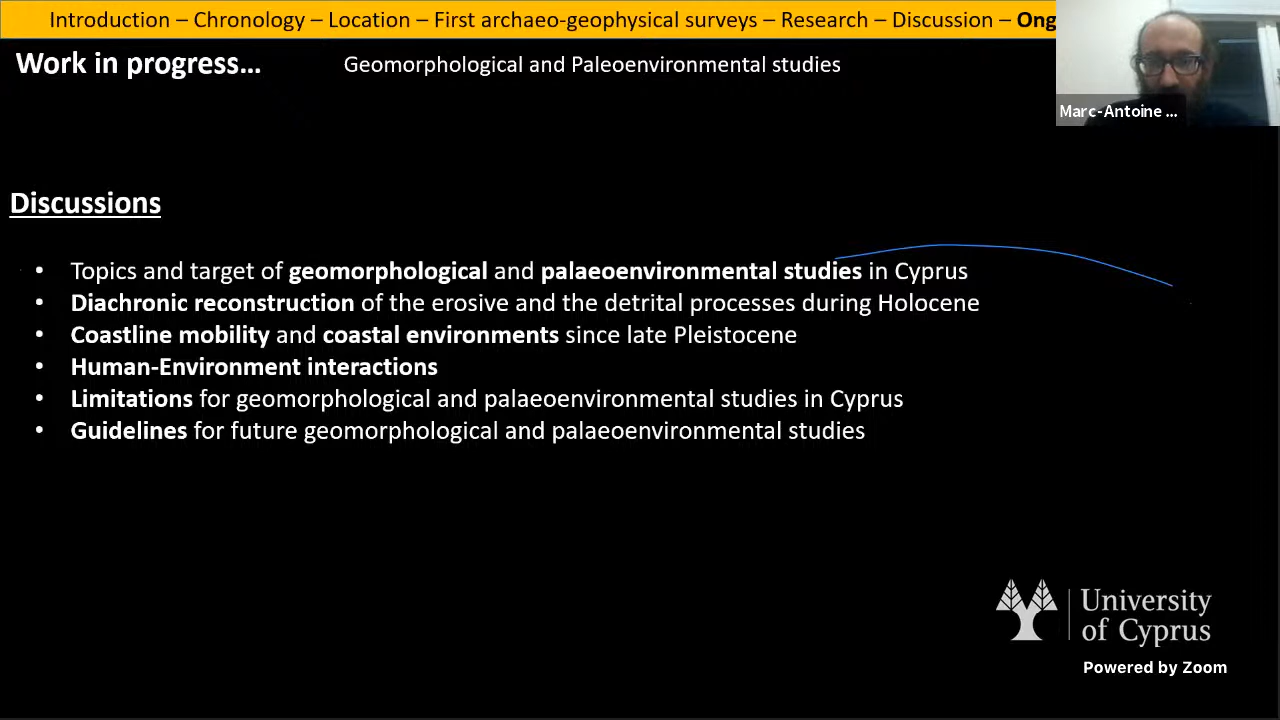 Introduction – Chronology – Location – First archaeo-geophysical surveys – Research – Discussion – Ong
Work in progress... Geomorphological and Paleoenvironmental studies
Marc-Antoine ...
Discussions
• Topics and target of geomorphological and palaeoenvironmental studies in Cyprus
• Diachronic reconstruction of the erosive and the detrital processes during Holocene
• Coastline mobility and coastal environments since late Pleistocene
• Human-Environment interactions
• Limitations for geomorphological and palaeoenvironmental studies in Cyprus
• Guidelines for future geomorphological and palaeoenvironmental studies
University
of Cyprus
Powered by Zoom